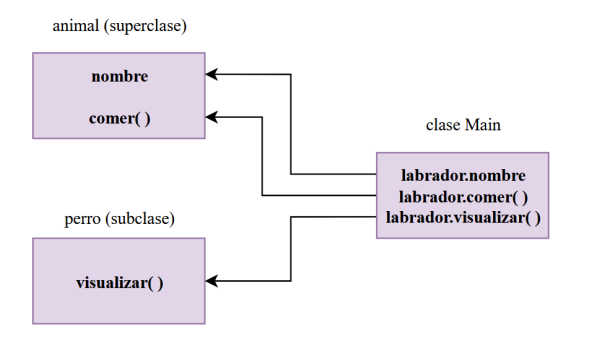 animal (superclase)
nombre
comer( )
clase Main
labrador.nombre
labrador.comer( )
labrador.visualizar( )
perro (subclase)
visualizar( )